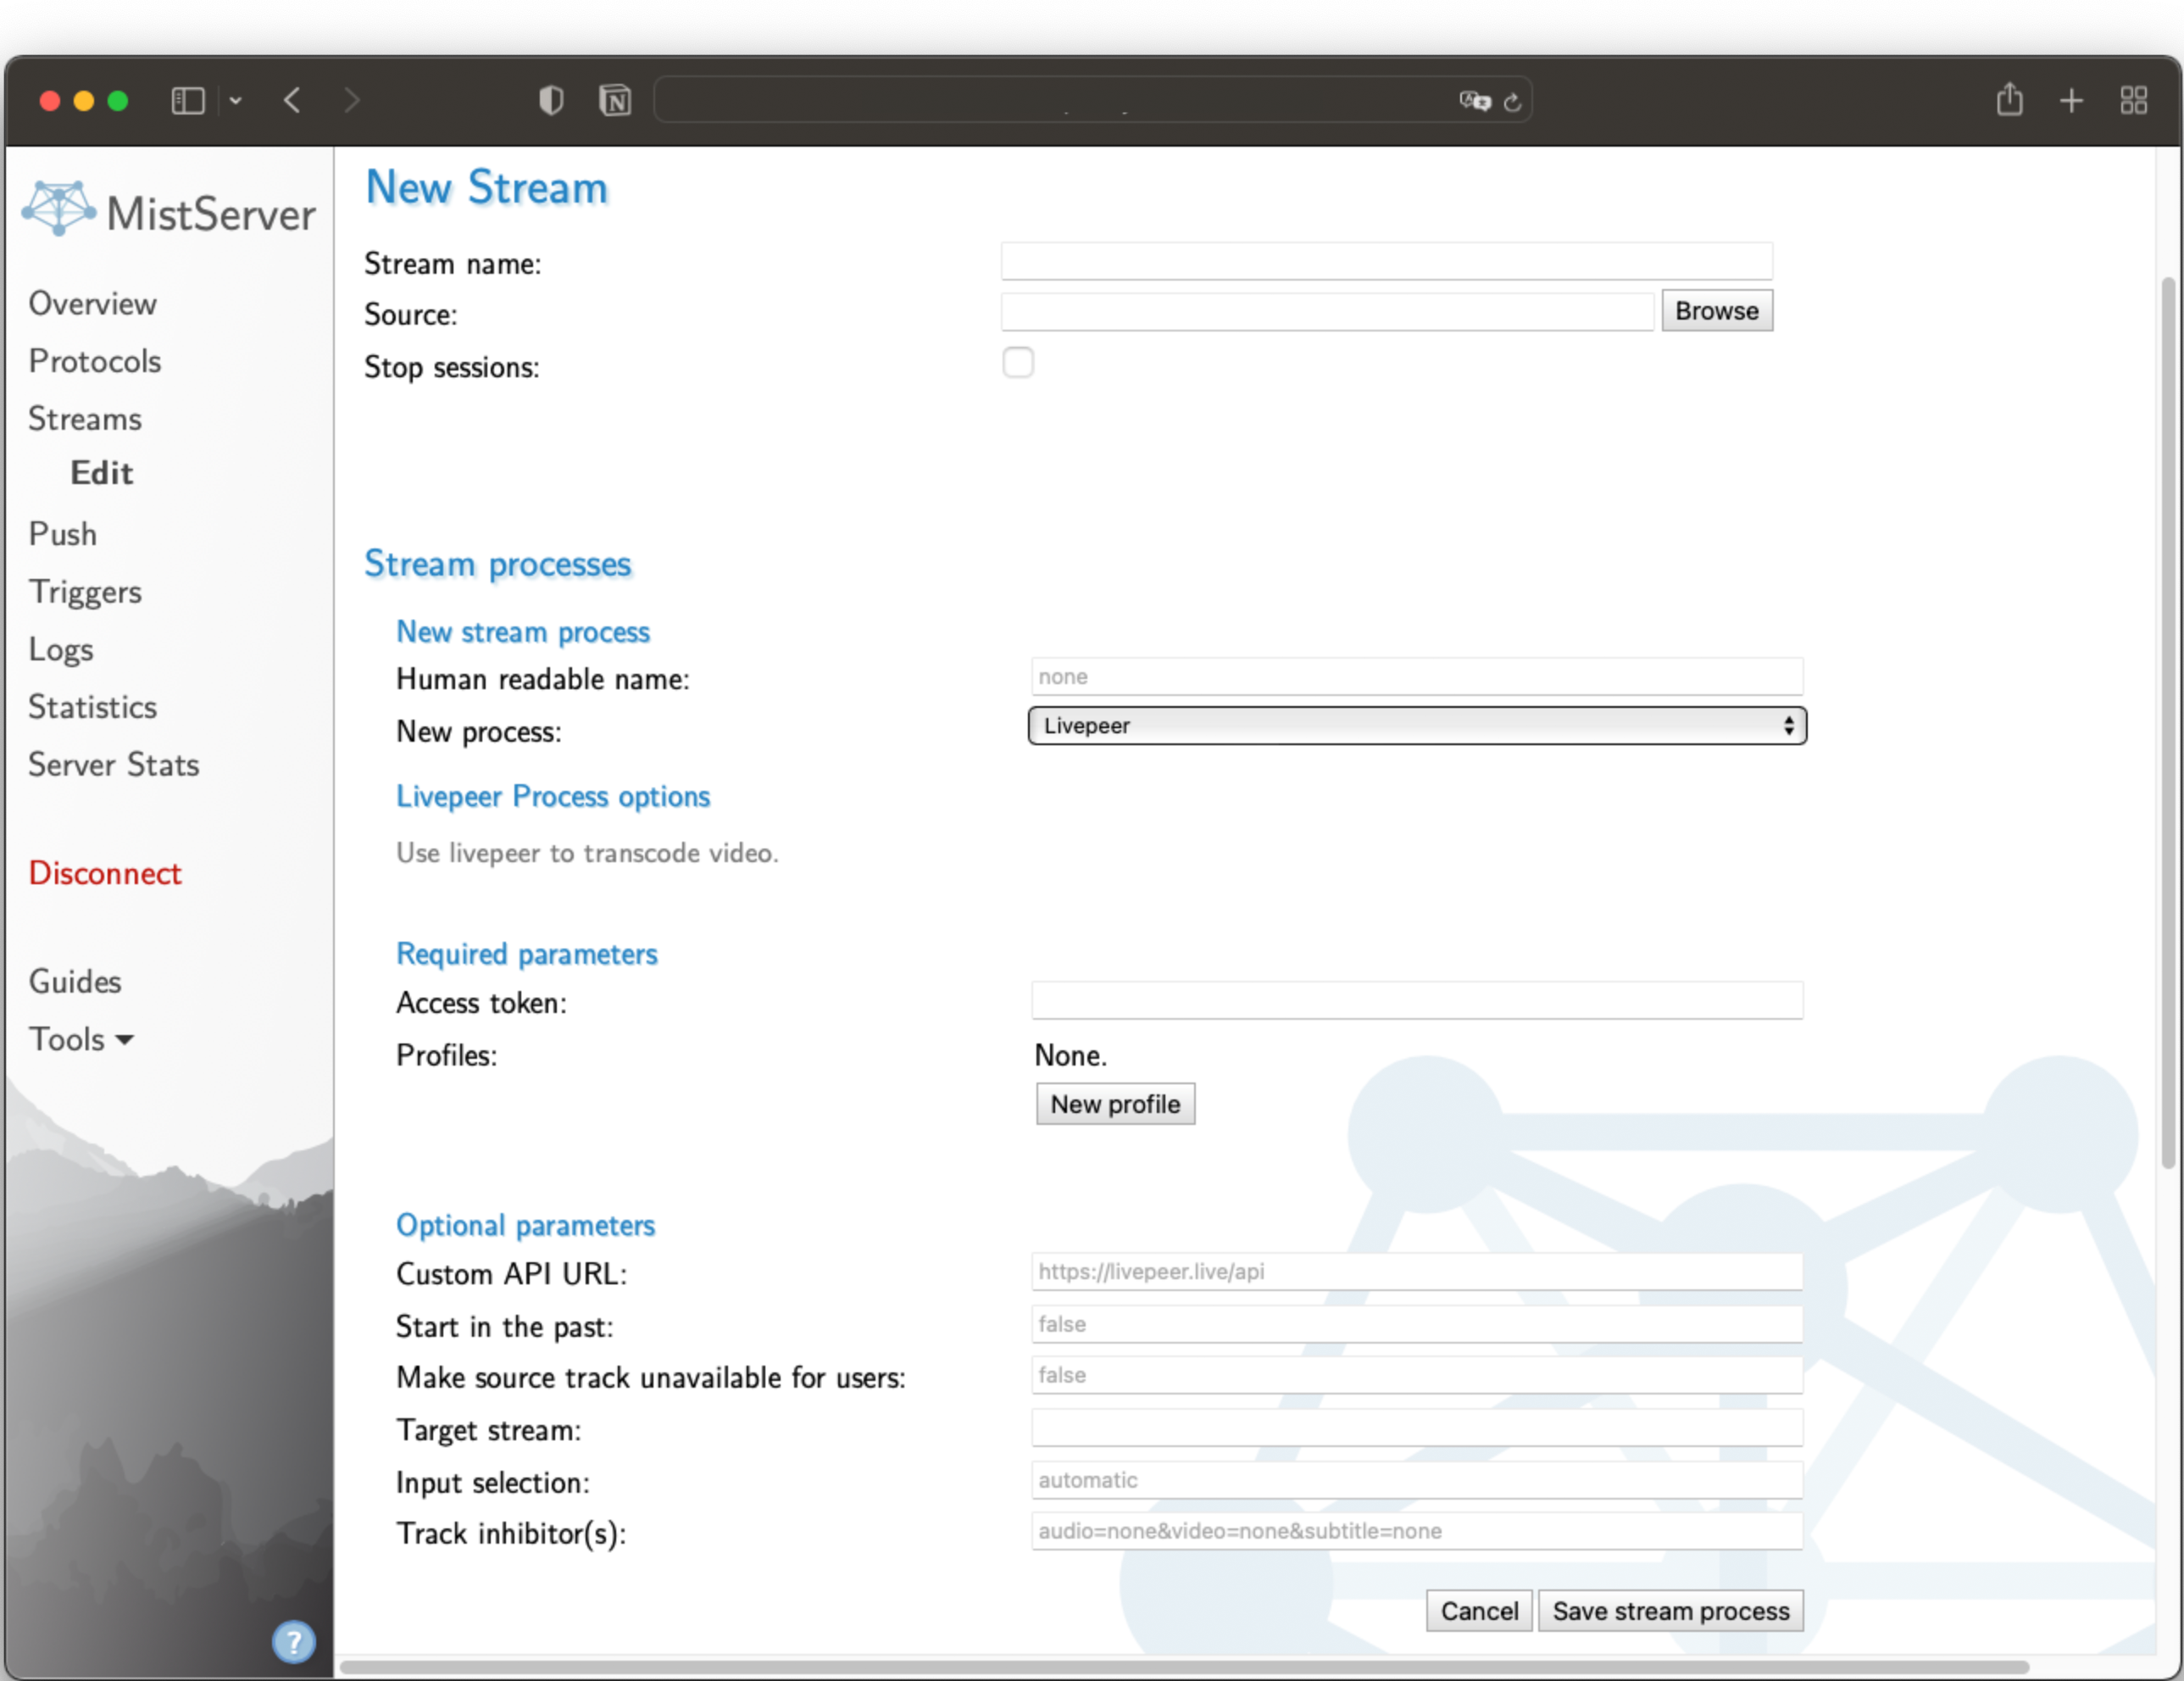 MistServer
Overview
Protocols
Streams
Edit
Push
Triggers
Logs
Statistics
Server Stats
Disconnect
Guides
Tools
?
New Stream
Stream name:
Source: Browse
Stop sessions:
Stream processes
New stream process
Human readable name: none
New process: Livepeer
Livepeer Process options
Use livepeer to transcode video.
Required parameters
Access token:
Profiles: None.
New profile
Optional parameters
Custom API URL: https://livepeer.live/api
Start in the past: false
Make source track unavailable for users: false
Target stream:
Input selection: automatic
Track inhibitor(s): audio=none&video=none&subtitle=none
Cancel Save stream process